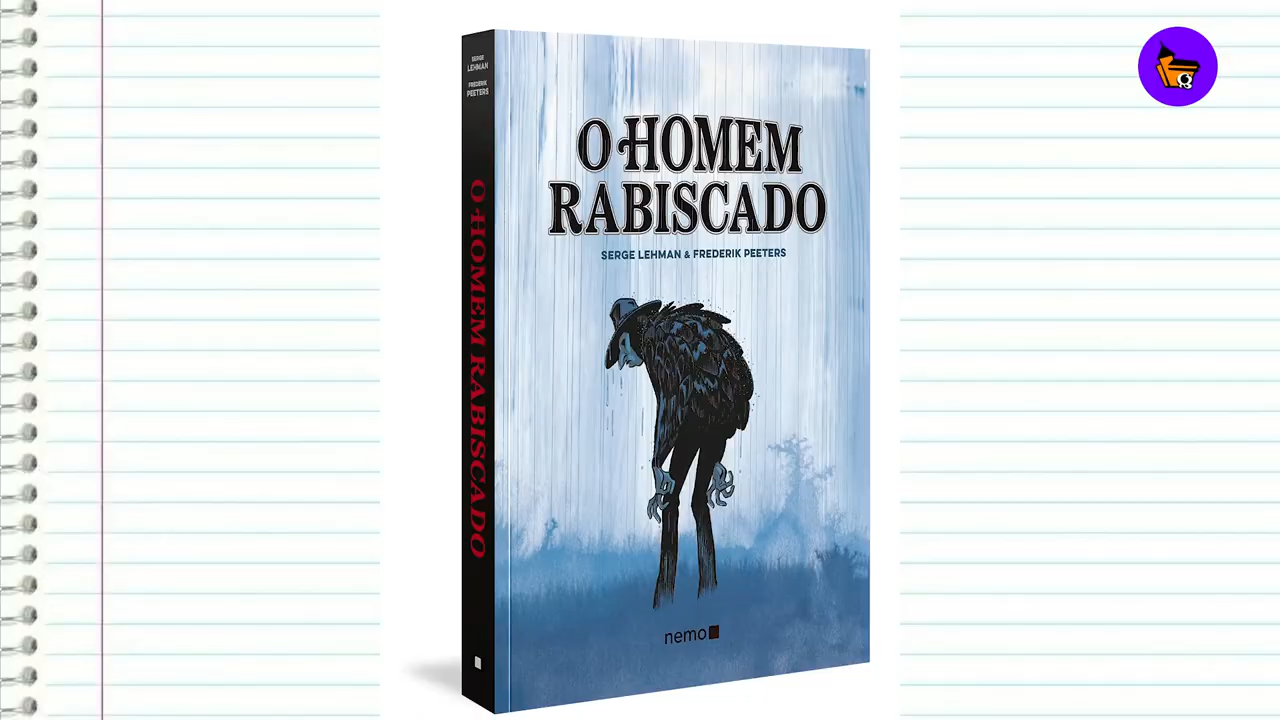 SERGE
LEHMAN
FREDERIK
PEETERS
O HOMEM RABISCADO
O HOMEM
RABISCADO
SERGE LEHMAN & FREDERIK PEETERS
nemo